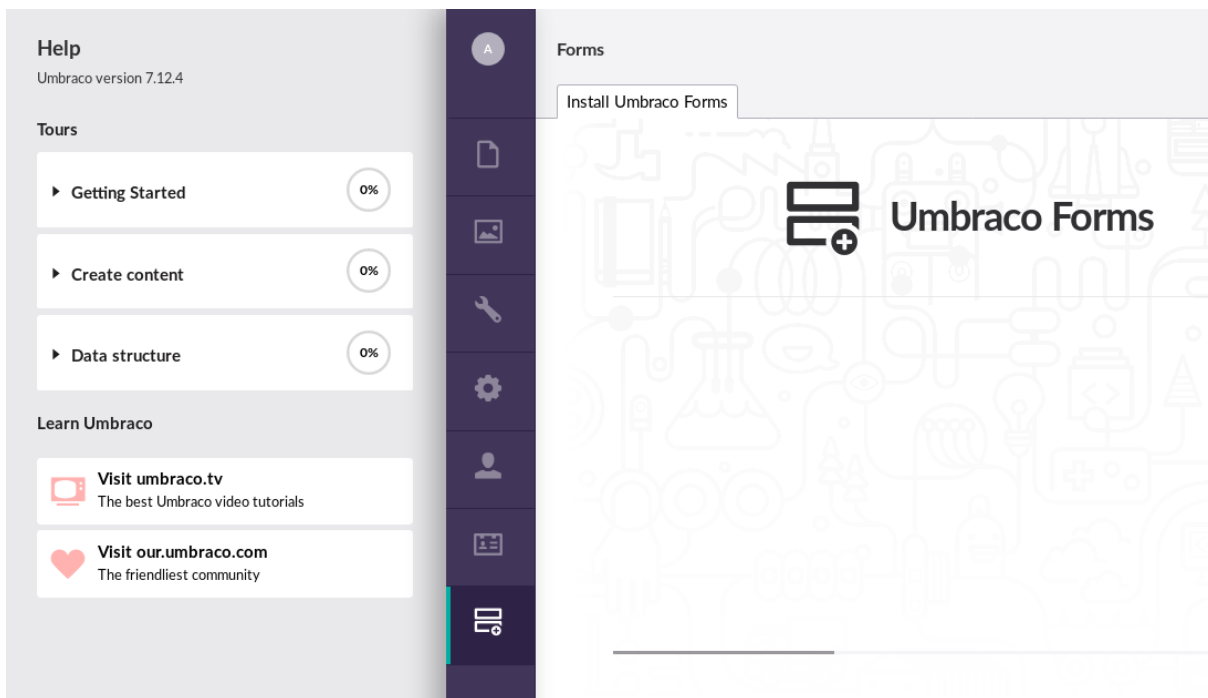 Help
Umbraco version 7.12.4
Tours
Getting Started 0%
Create content 0%
Data structure 0%
Learn Umbraco
Visit umbraco.tv
The best Umbraco video tutorials
Visit our.umbraco.com
The friendliest community
A
Forms
Install Umbraco Forms
Umbraco Forms